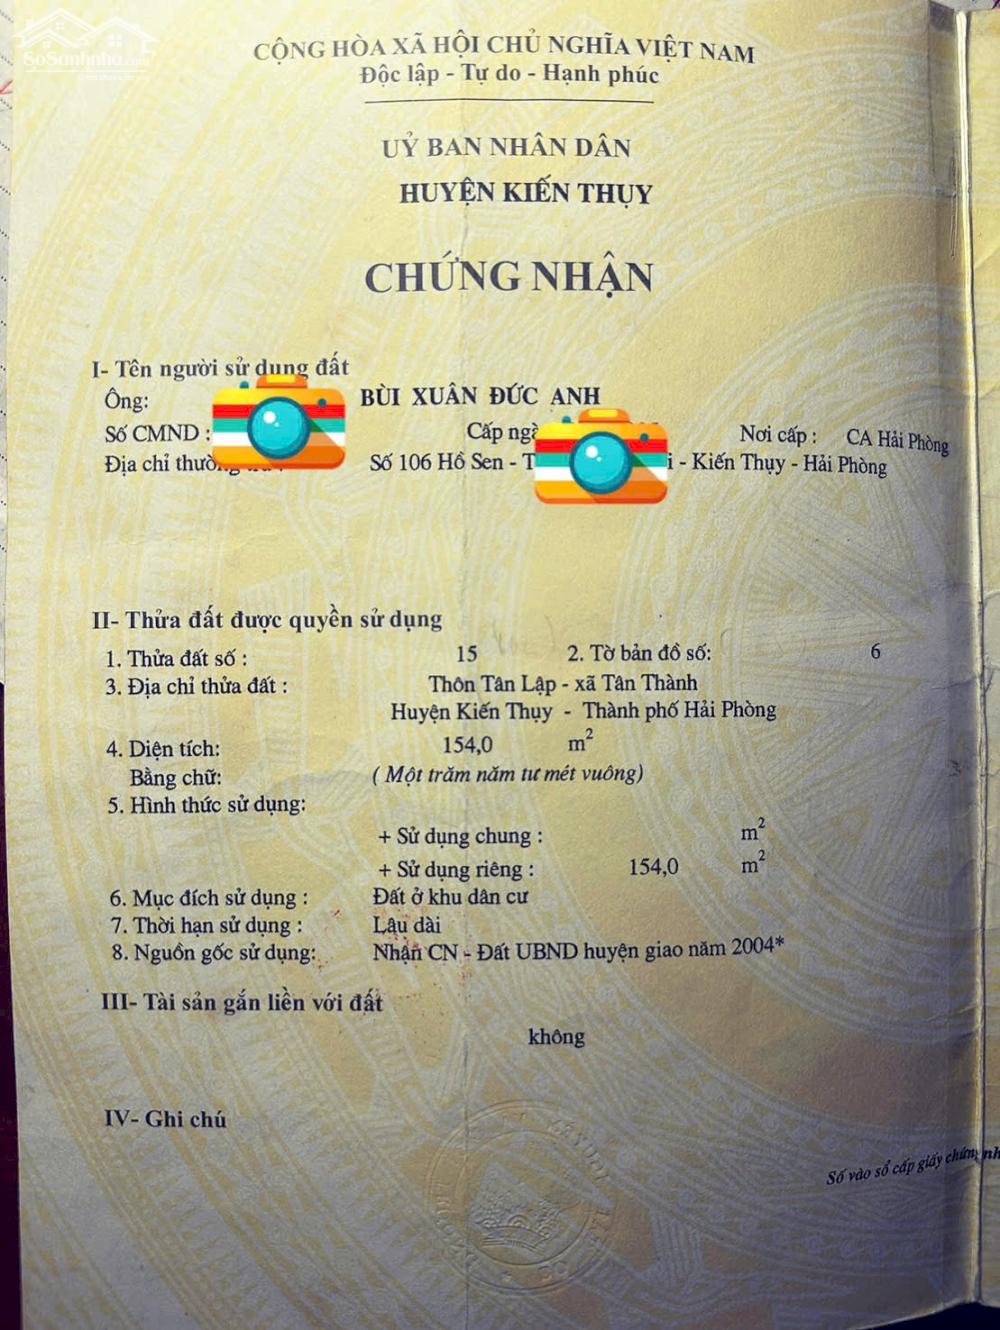 SoSanhnha.com
CỘNG HÒA XÃ HỘI CHỦ NGHĨA VIỆT NAM
Độc lập - Tự do - Hạnh phúc
UỶ BAN NHÂN DÂN
HUYỆN KIẾN THỤY
CHỨNG NHẬN
I- Tên người sử dụng đất
Ông: BÙI XUÂN ĐỨC ANH
Số CMND : Cấp ngà Nơi cấp : CA Hải Phòng
Địa chỉ thường Số 106 Hồ Sen - T i - Kiến Thụy - Hải Phòng
II- Thửa đất được quyền sử dụng
1. Thửa đất số : 15 2. Tờ bản đồ số: 6
3. Địa chỉ thửa đất : Thôn Tân Lập - xã Tân Thành
Huyện Kiến Thụy - Thành phố Hải Phòng
4. Diện tích: 154,0 m²
Bằng chữ: ( Một trăm năm tư mét vuông)
5. Hình thức sử dụng:
+ Sử dụng chung : m²
+ Sử dụng riêng : 154,0 m²
6. Mục đích sử dụng : Đất ở khu dân cư
7. Thời hạn sử dụng : Lâu dài
8. Nguồn gốc sử dụng: Nhận CN - Đất UBND huyện giao năm 2004*
III- Tài sản gắn liền với đất
không
IV- Ghi chú
Số vào sổ cấp giấy chứng nh